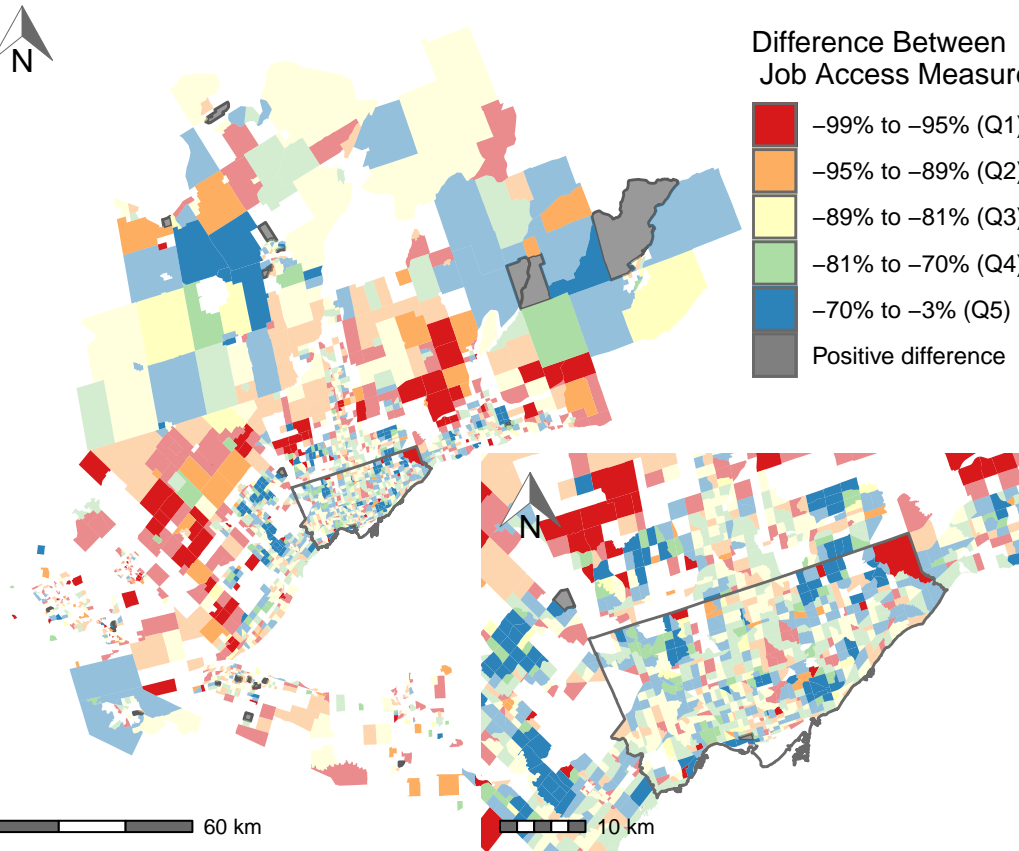 N
Difference Between
Job Access Measure
−99% to −95% (Q1)
−95% to −89% (Q2)
−89% to −81% (Q3)
−81% to −70% (Q4)
−70% to −3% (Q5)
Positive difference
N
60 km
10 km